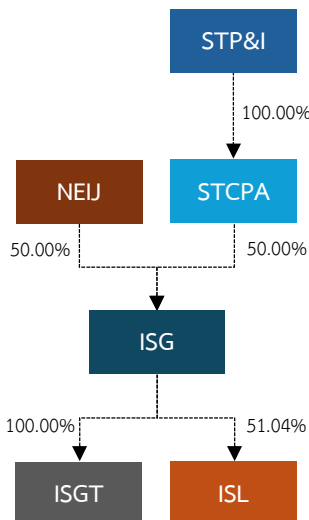 STP&I
100.00%
NEIJ
STCPA
50.00%
50.00%
ISG
100.00%
51.04%
ISGT
ISL